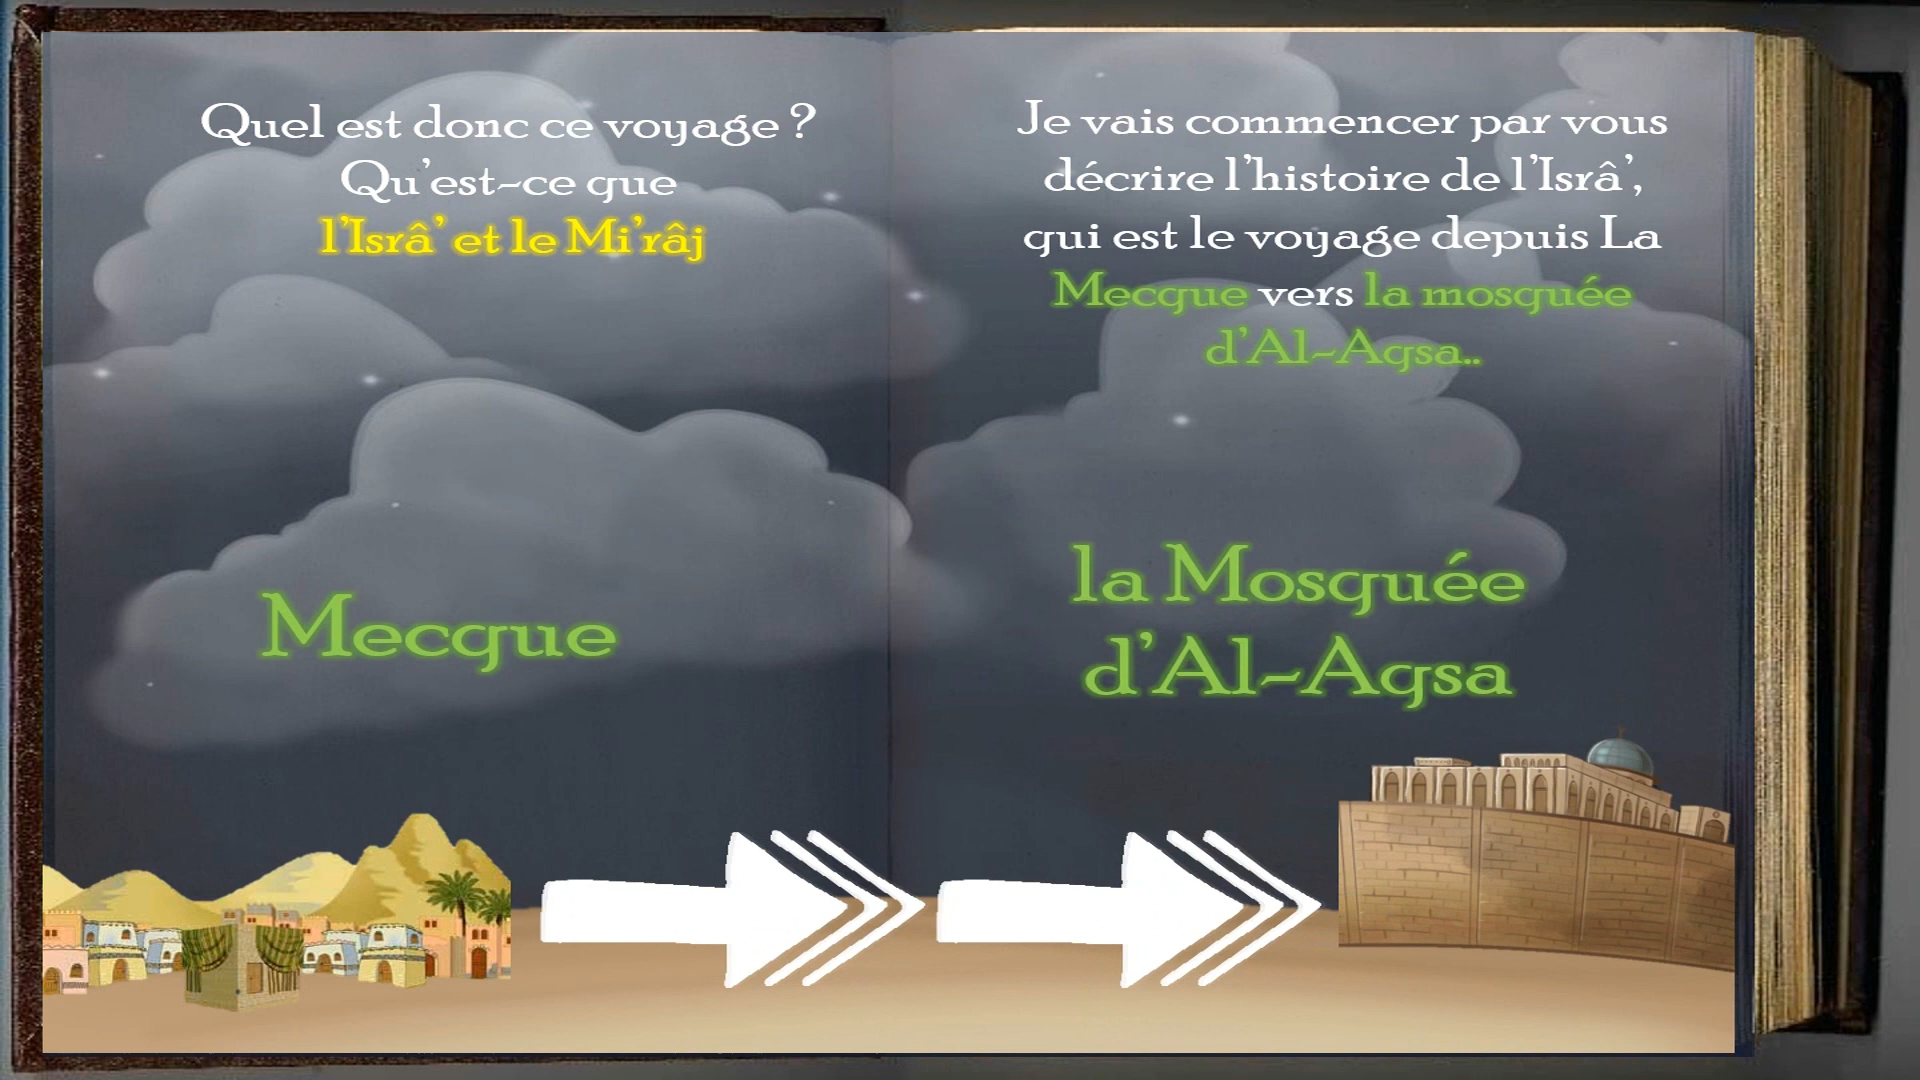 Quel est donc ce voyage ?
Qu'est-ce que
l'Isrâ' et le Mi'râj
Mecque
Je vais commencer par vous
décrire l'histoire de l'Isrâ',
qui est le voyage depuis La
Mecque vers la mosquée
d'Al-Aqsa..
la Mosquée
d'Al-Aqsa